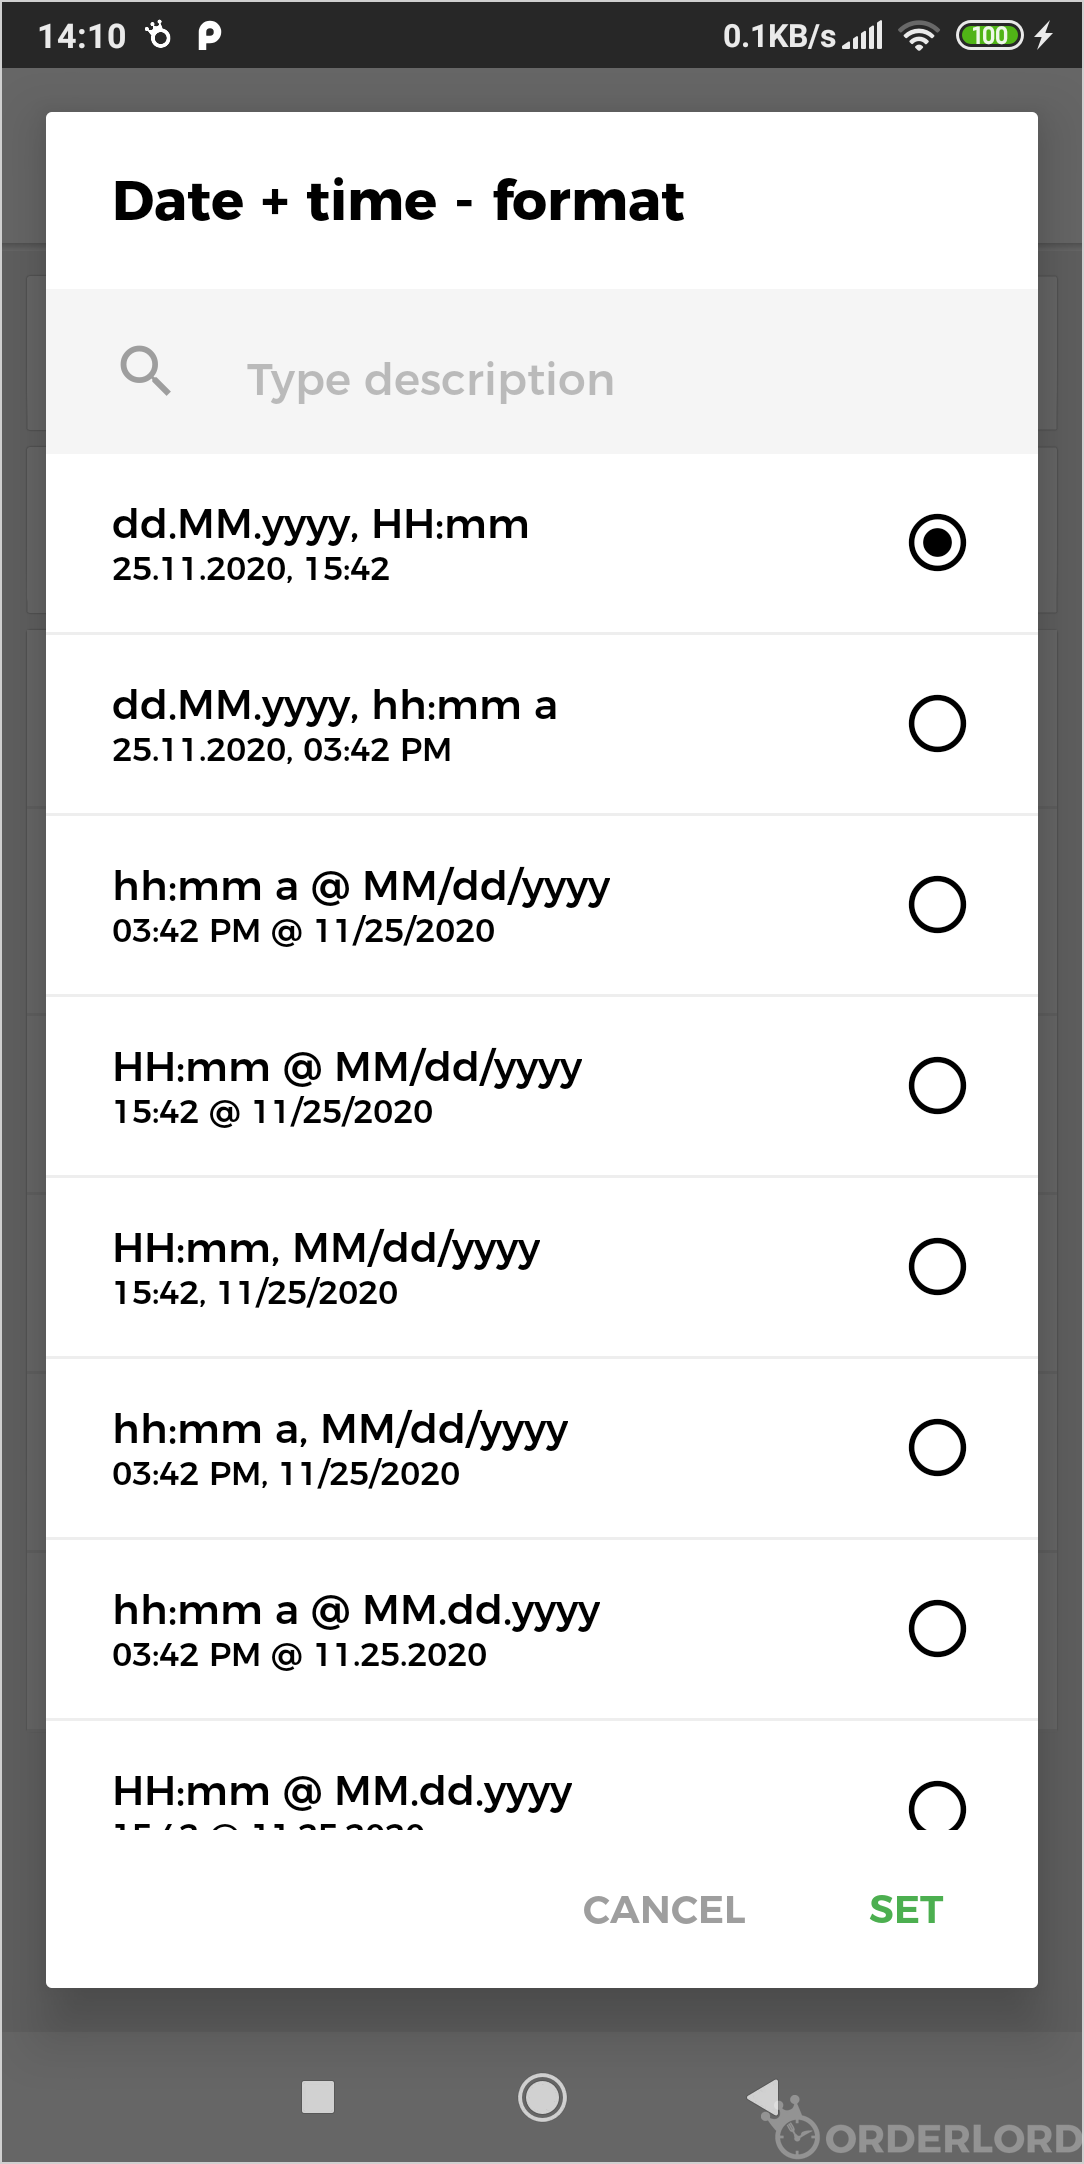 14:10
0.1KB/s
100
Date + time - format
Type description
dd.MM.yyyy, HH:mm
25.11.2020, 15:42
dd.MM.yyyy, hh:mm a
25.11.2020, 03:42 PM
hh:mm a @ MM/dd/yyyy
03:42 PM @ 11/25/2020
HH:mm @ MM/dd/yyyy
15:42 @ 11/25/2020
HH:mm, MM/dd/yyyy
15:42, 11/25/2020
hh:mm a, MM/dd/yyyy
03:42 PM, 11/25/2020
hh:mm a @ MM.dd.yyyy
03:42 PM @ 11.25.2020
HH:mm @ MM.dd.yyyy
CANCEL
SET
ORDERLORD